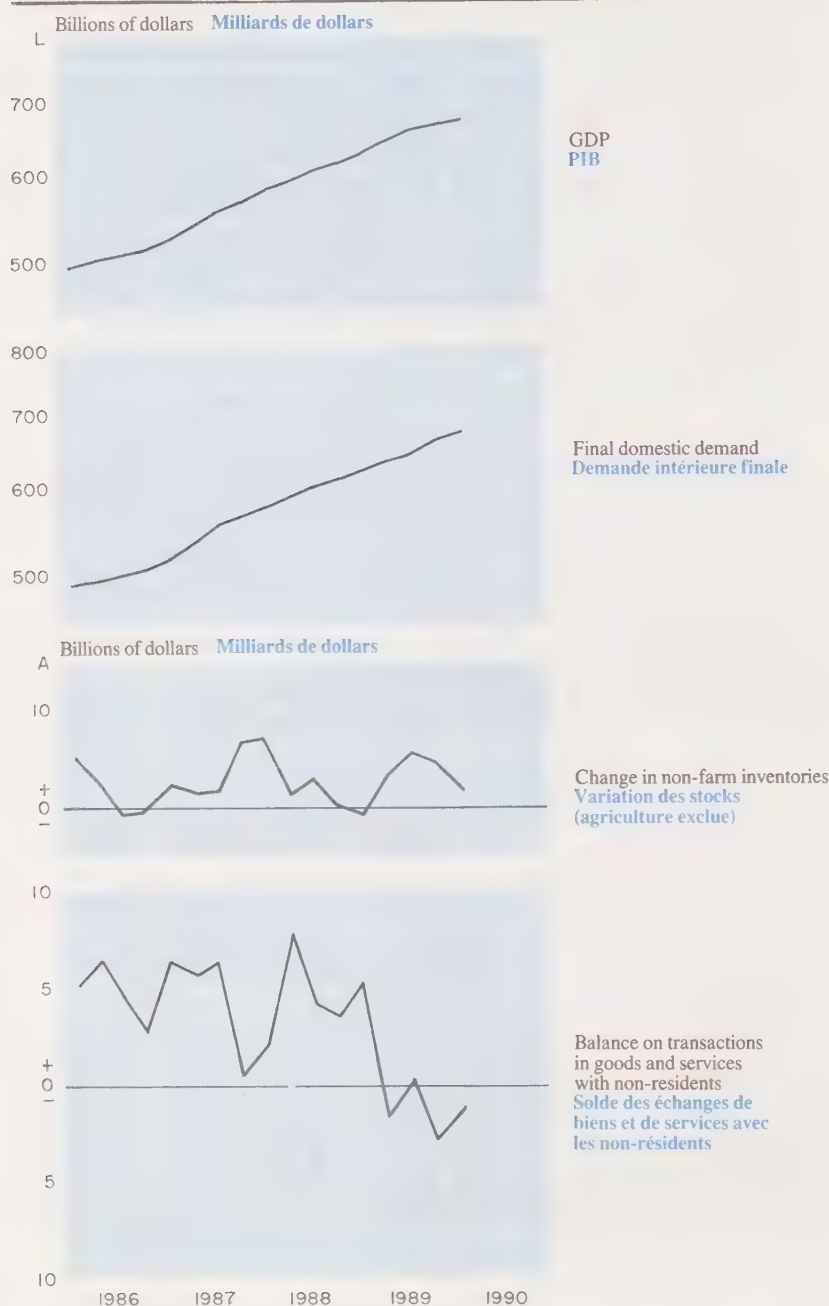 Billions of dollars Milliards de dollars
L
700
600
500
GDP
PIB
800
700
600
500
Final domestic demand
Demande intérieure finale
Billions of dollars Milliards de dollars
A
10
+
0
−
Change in non-farm inventories
Variation des stocks
(agriculture exclue)
10
5
+
0
−
5
10
Balance on transactions
in goods and services
with non-residents
Solde des échanges de
biens et de services avec
les non-résidents
1986 1987 1988 1989 1990